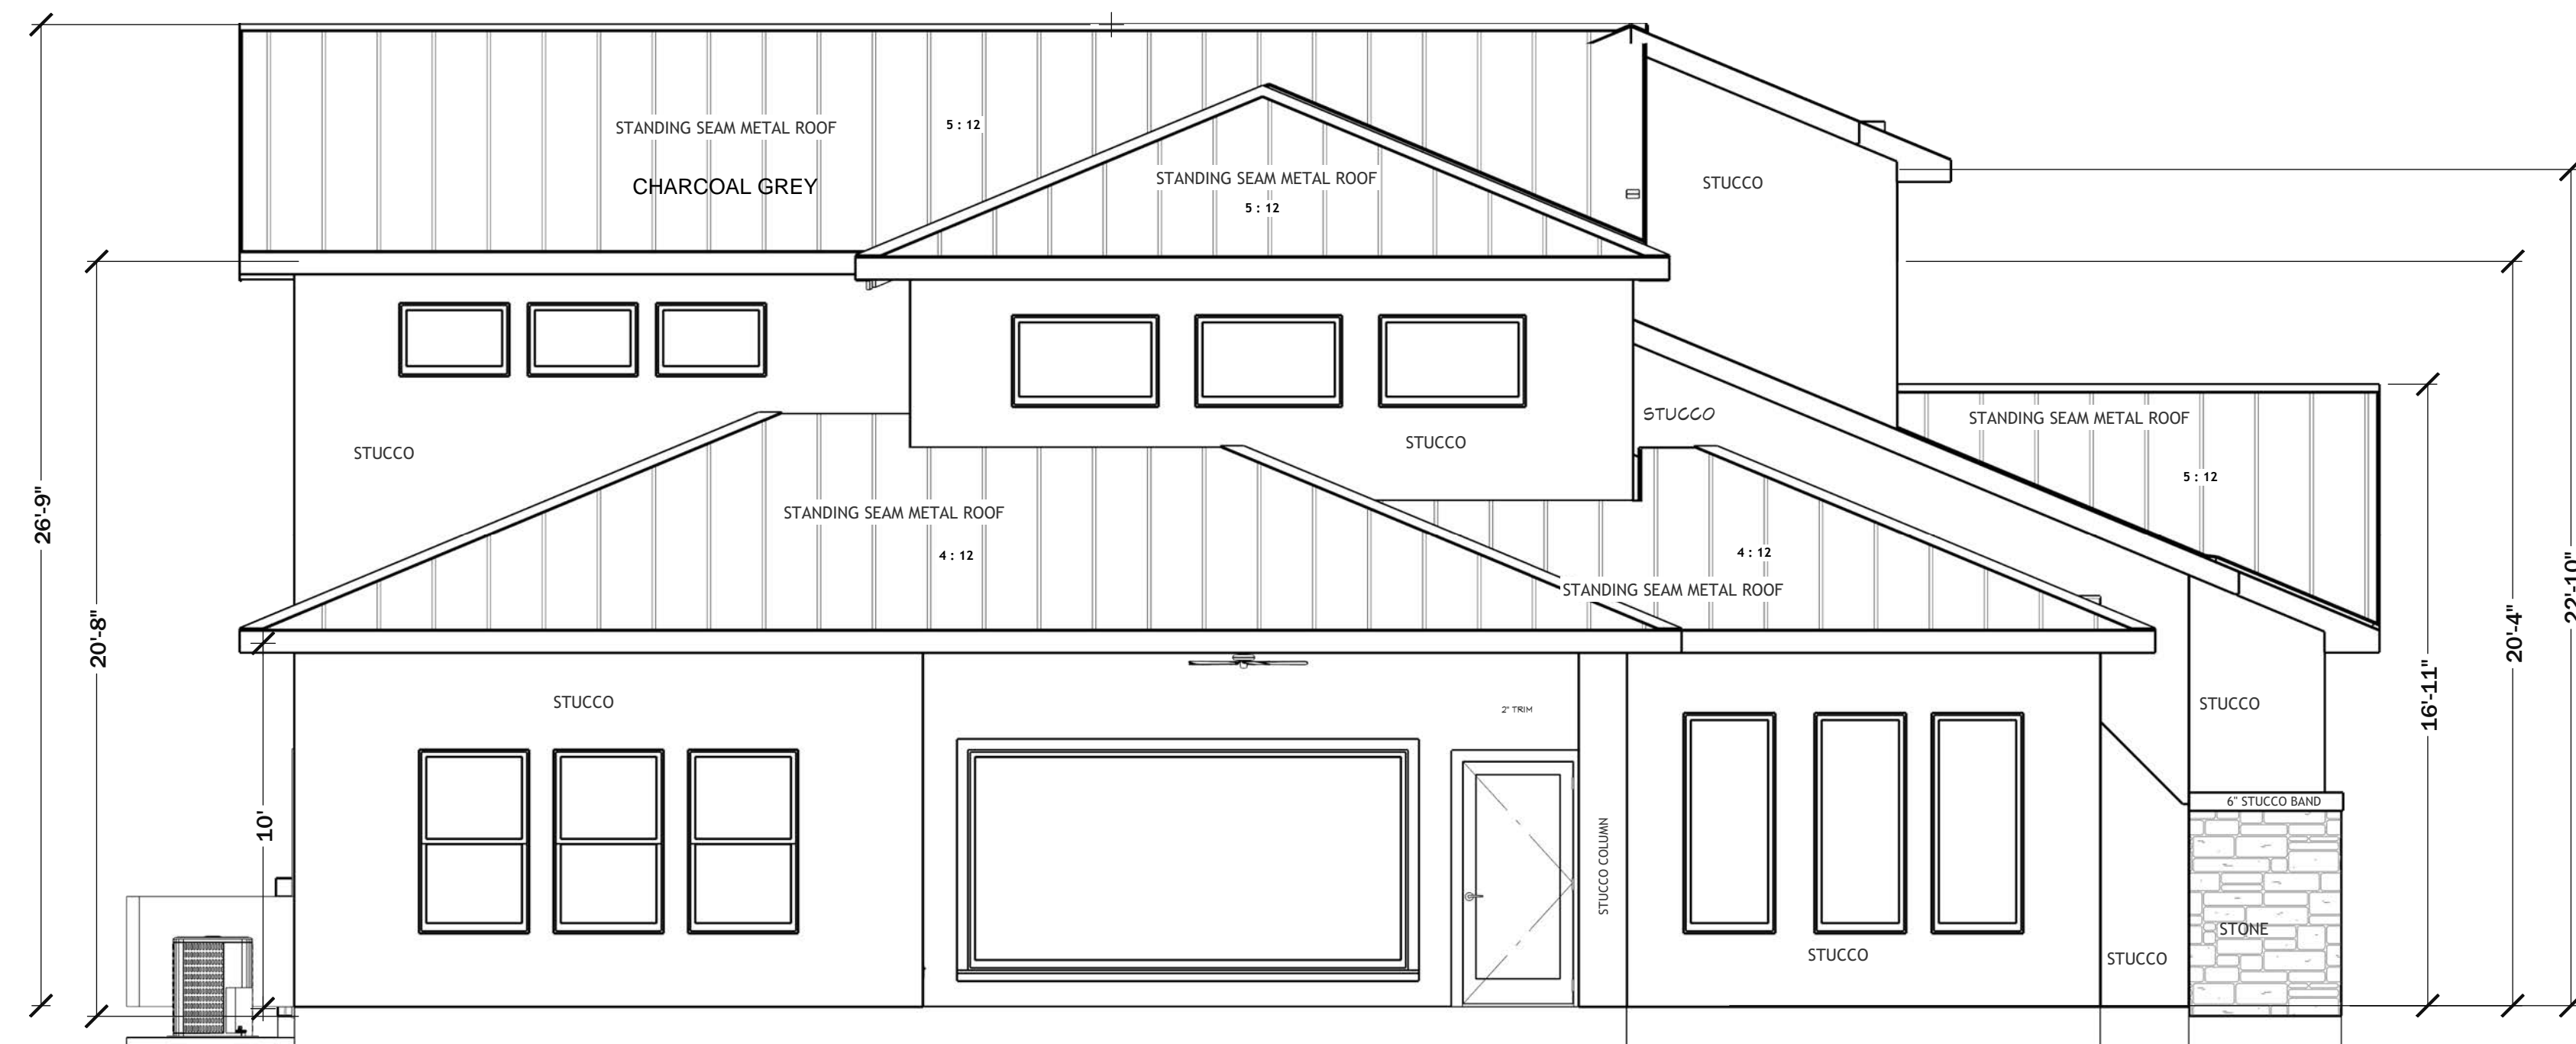 STANDING SEAM METAL ROOF
5 : 12
CHARCOAL GREY
STANDING SEAM METAL ROOF
5 : 12
STUCCO
STUCCO
STUCCO
STUCCO
STANDING SEAM METAL ROOF
5 : 12
STANDING SEAM METAL ROOF
4 : 12
4 : 12
STANDING SEAM METAL ROOF
26'-9"
20'-8"
10'
22'-10"
20'-4"
16'-11"
STUCCO
2" TRIM
STUCCO
6" STUCCO BAND
STUCCO COLUMN
STONE
STUCCO
STUCCO